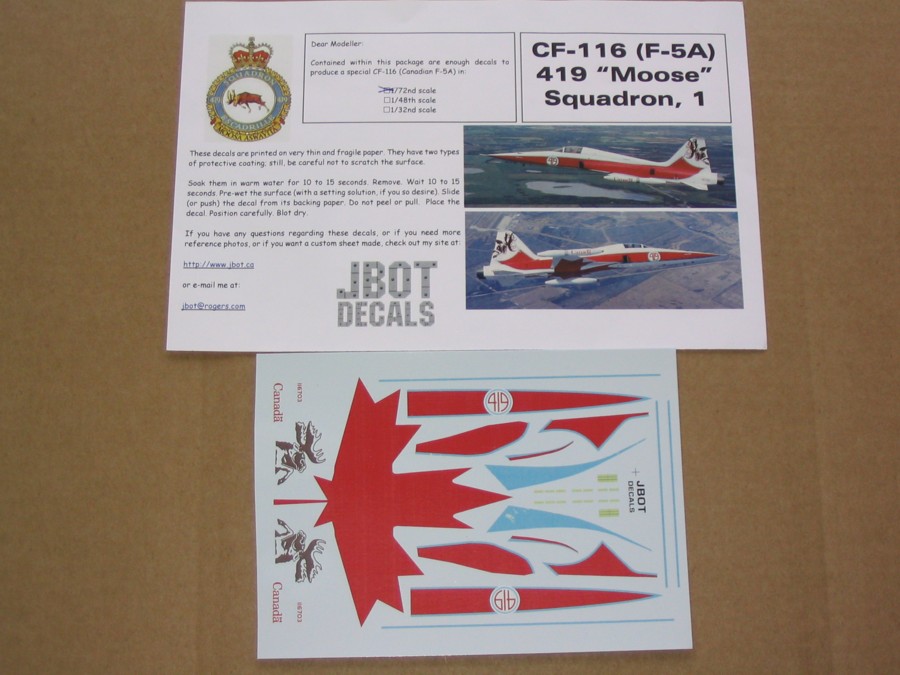 SQUADRON
419 419
ESCADRILLE
MOOSA ASWAYITA
Dear Modeller:
Contained within this package are enough decals to
produce a special CF-116 (Canadian F-5A) in:
1/72nd scale
1/48th scale
1/32nd scale
CF-116 (F-5A)
419 “Moose”
Squadron, 1
These decals are printed on very thin and fragile paper. They have two types
of protective coating; still, be careful not to scratch the surface.
Soak them in warm water for 10 to 15 seconds. Remove. Wait 10 to 15
seconds. Pre-wet the surface (with a setting solution, if you so desire). Slide
(or push) the decal from its backing paper. Do not peel or pull. Place the
decal. Position carefully. Blot dry.
If you have any questions regarding these decals, or if you need more
reference photos, or if you want a custom sheet made, check out my site at:
http://www.jbot.ca
or e-mail me at:
jbot@rogers.com
JBOT
DECALS
Canada
116703
419
JBOT
DECALS
Canada
116703
419